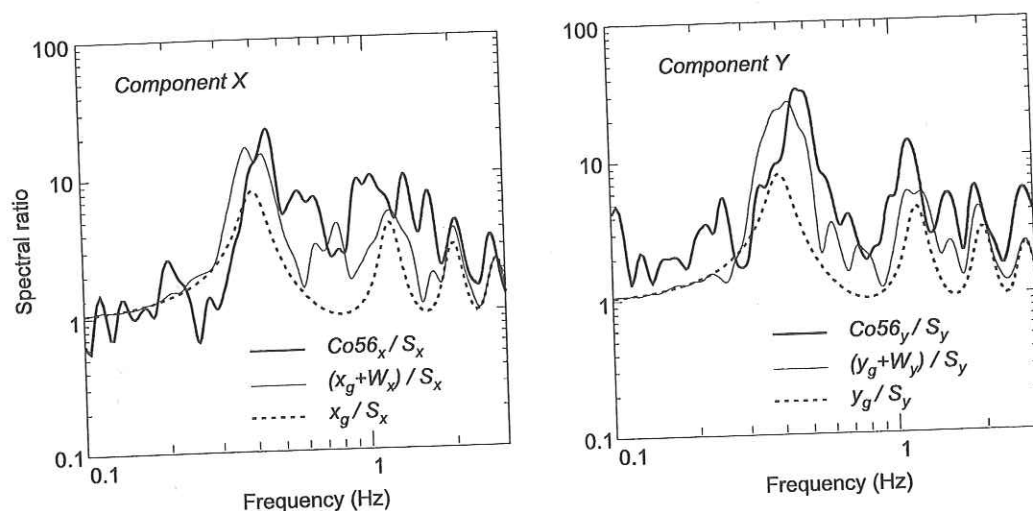 100
10
1
0.1
Spectral ratio
Component X
Co56x / Sx
(xg+Wx) / Sx
xg / Sx
0.1
1
Frequency (Hz)
100
10
1
0.1
Component Y
Co56y / Sy
(yg+Wy) / Sy
yg / Sy
0.1
1
Frequency (Hz)